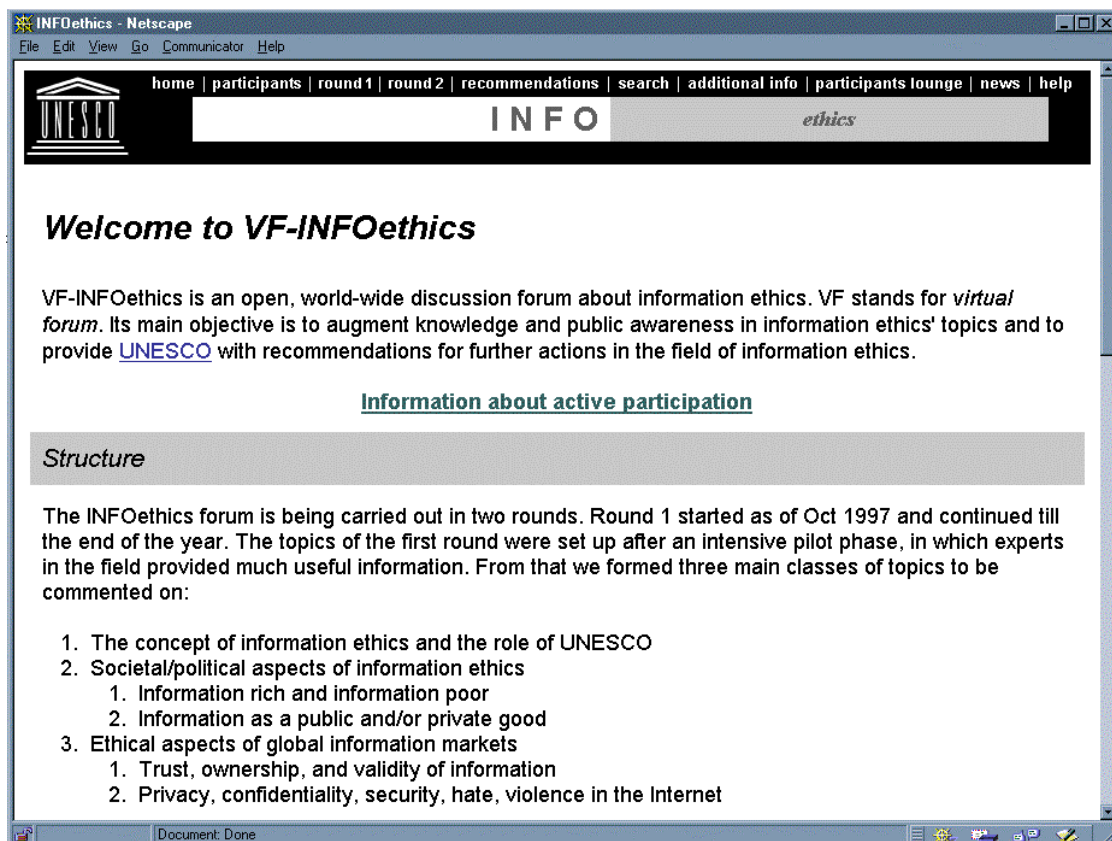 INFOethics - Netscape
File Edit View Go Communicator Help
home | participants | round 1 | round 2 | recommendations | search | additional info | participants lounge | news | help
UNESCO
INFO ethics
Welcome to VF-INFOethics
VF-INFOethics is an open, world-wide discussion forum about information ethics. VF stands for virtual
forum. Its main objective is to augment knowledge and public awareness in information ethics' topics and to
provide UNESCO with recommendations for further actions in the field of information ethics.
Information about active participation
Structure
The INFOethics forum is being carried out in two rounds. Round 1 started as of Oct 1997 and continued till
the end of the year. The topics of the first round were set up after an intensive pilot phase, in which experts
in the field provided much useful information. From that we formed three main classes of topics to be
commented on:
1. The concept of information ethics and the role of UNESCO
2. Societal/political aspects of information ethics
1. Information rich and information poor
2. Information as a public and/or private good
3. Ethical aspects of global information markets
1. Trust, ownership, and validity of information
2. Privacy, confidentiality, security, hate, violence in the Internet
Document: Done